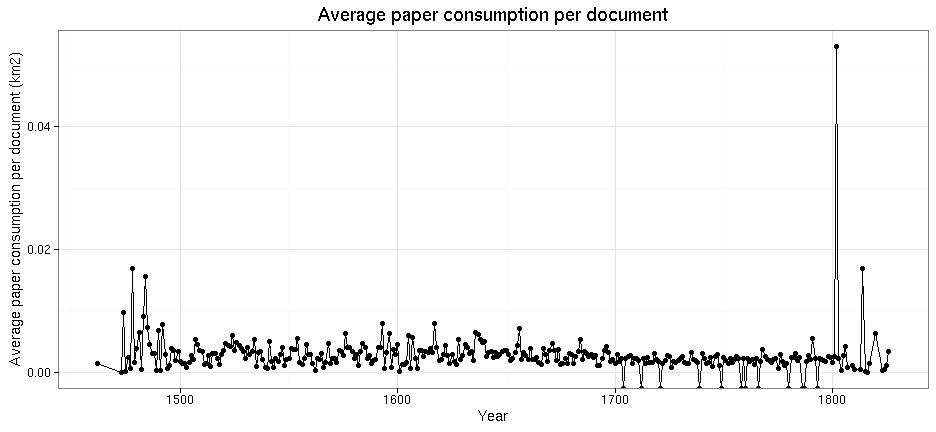 Average paper consumption per document
Average paper consumption per document (km2)
0.04
0.02
0.00
1500
1600
1700
1800
Year